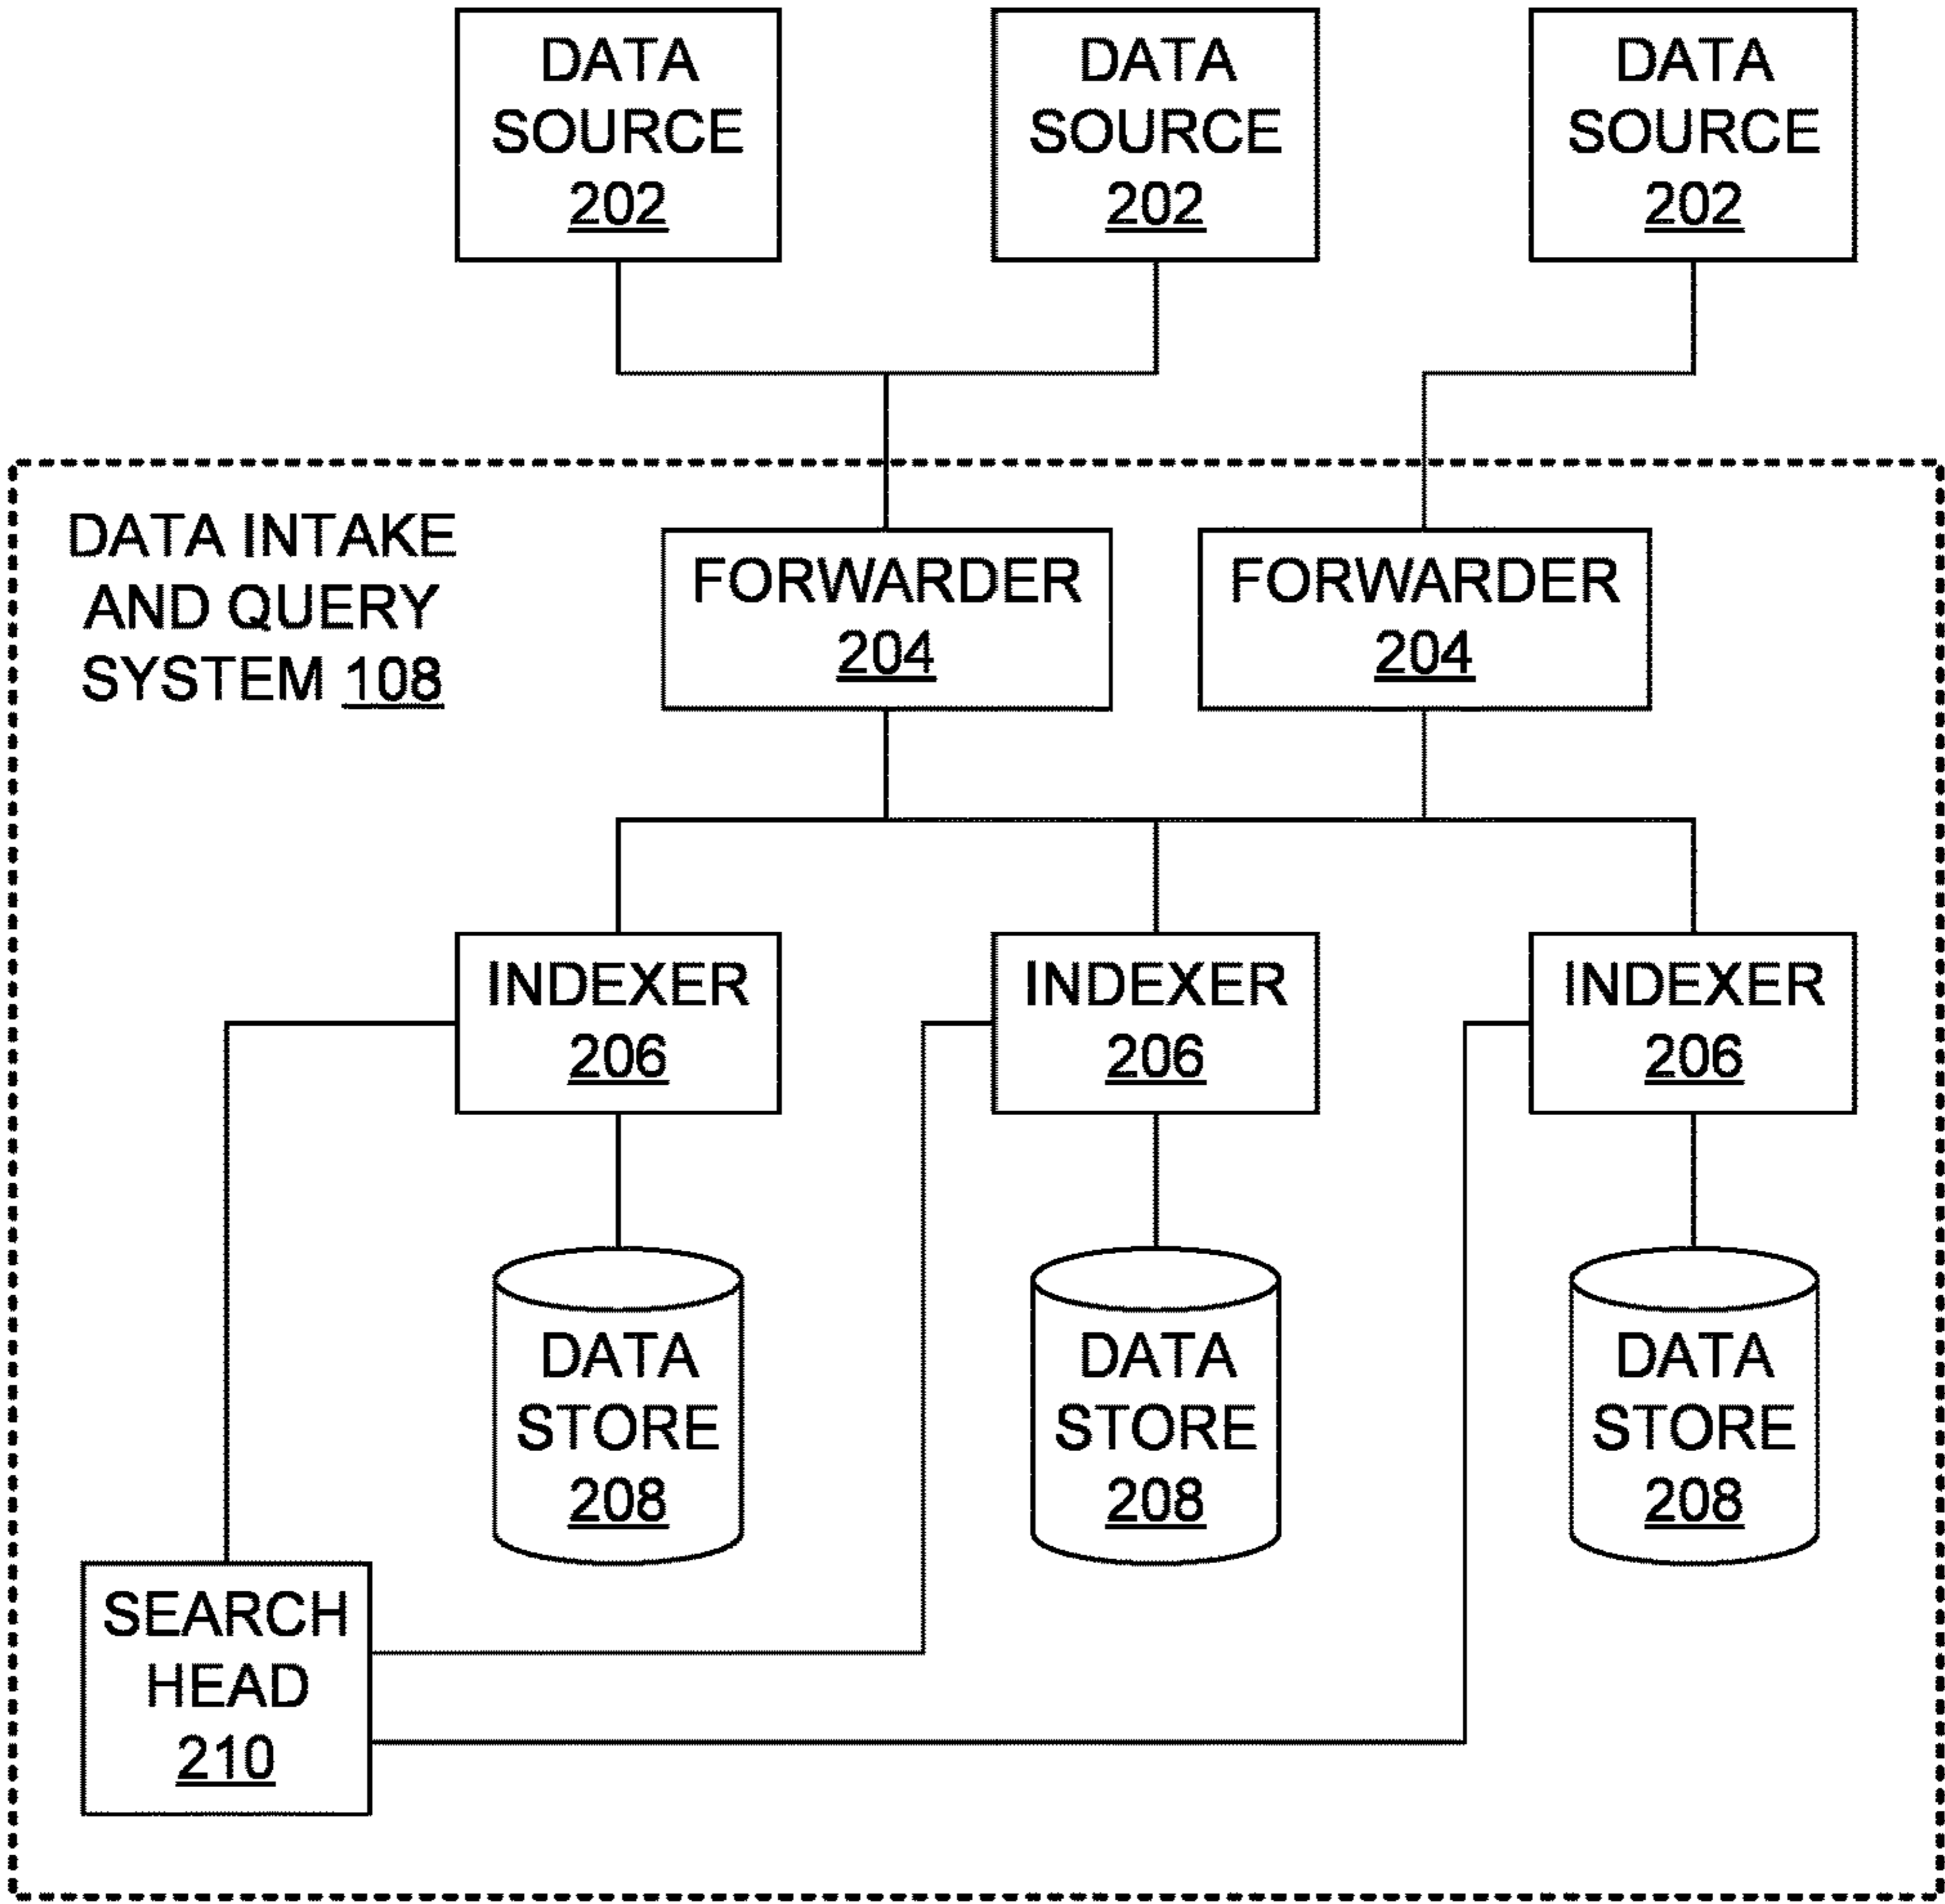 DATA
SOURCE
202
DATA
SOURCE
202
DATA
SOURCE
202
DATA INTAKE
AND QUERY
SYSTEM 108
FORWARDER
204
FORWARDER
204
INDEXER
206
INDEXER
206
INDEXER
206
DATA
STORE
208
DATA
STORE
208
DATA
STORE
208
SEARCH
HEAD
210